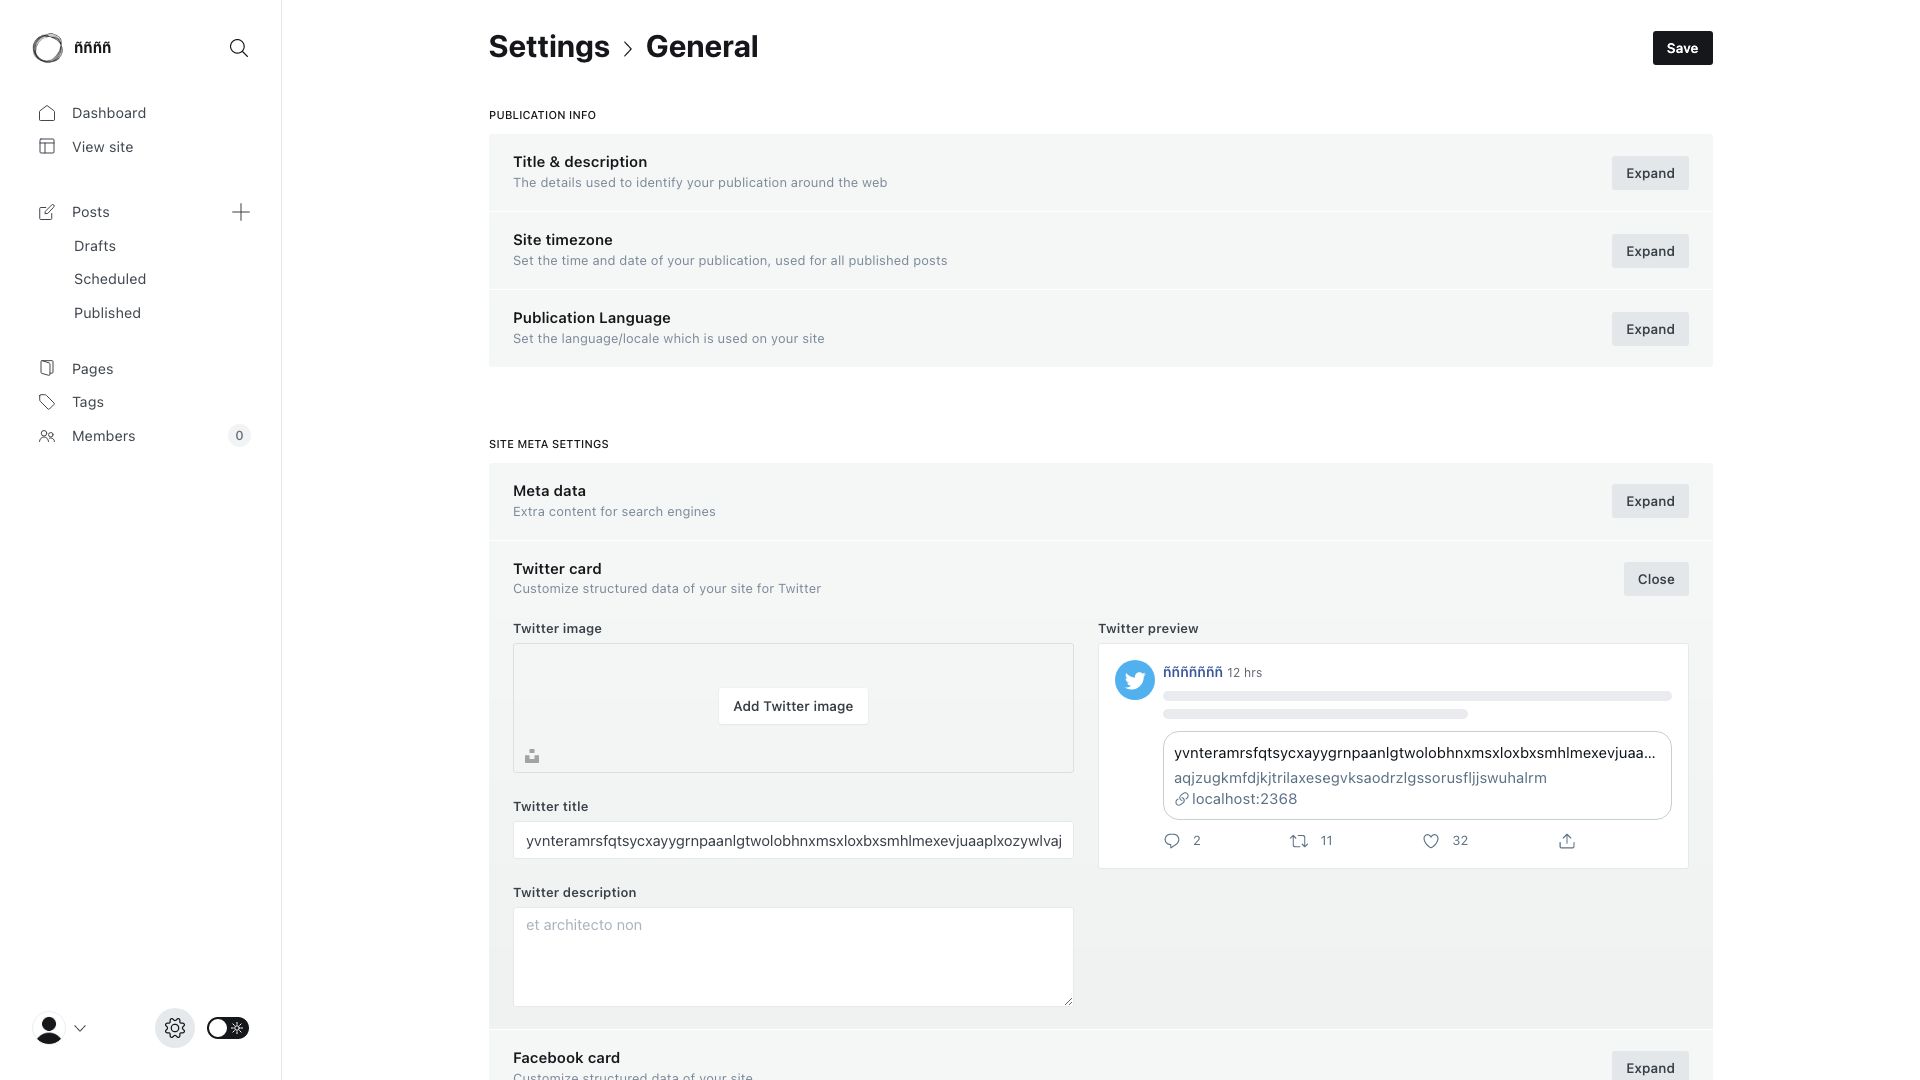 ññññ
Dashboard
View site
Posts
Drafts
Scheduled
Published
Pages
Tags
Members
0
Settings
General
Save
PUBLICATION INFO
Title & description
The details used to identify your publication around the web
Expand
Site timezone
Set the time and date of your publication, used for all published posts
Expand
Publication Language
Set the language/locale which is used on your site
Expand
SITE META SETTINGS
Meta data
Extra content for search engines
Expand
Twitter card
Customize structured data of your site for Twitter
Close
Twitter image
Add Twitter image
Twitter title
yvnteramrsfqtsycxayygrnpaanlgtwolobhnxmsxloxbxsmhlmexevjuaaplxozywlvaj
Twitter description
et architecto non
Twitter preview
ñññññññ 12 hrs
yvnteramrsfqtsycxayygrnpaanlgtwolobhnxmsxloxbxsmhlmexevjuaa...
aqjzugkmfdjkjtrilaxesegvksaodrzlgssorusfljjswuhalrm
localhost:2368
2
11
32
Facebook card
Customize structured data of your site
Expand